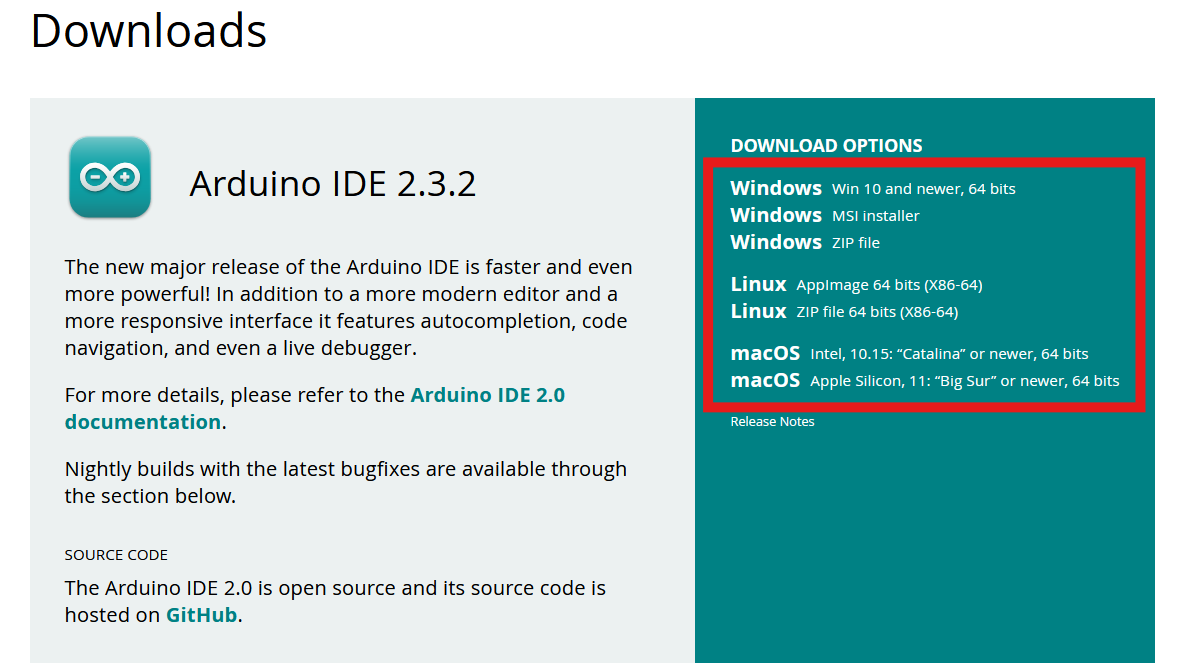 Downloads
Arduino IDE 2.3.2
The new major release of the Arduino IDE is faster and even
more powerful! In addition to a more modern editor and a
more responsive interface it features autocompletion, code
navigation, and even a live debugger.
For more details, please refer to the Arduino IDE 2.0
documentation.
Nightly builds with the latest bugfixes are available through
the section below.
SOURCE CODE
The Arduino IDE 2.0 is open source and its source code is
hosted on GitHub.
DOWNLOAD OPTIONS
Windows Win 10 and newer, 64 bits
Windows MSI installer
Windows ZIP file
Linux AppImage 64 bits (X86-64)
Linux ZIP file 64 bits (X86-64)
macOS Intel, 10.15: “Catalina” or newer, 64 bits
macOS Apple Silicon, 11: “Big Sur” or newer, 64 bits
Release Notes